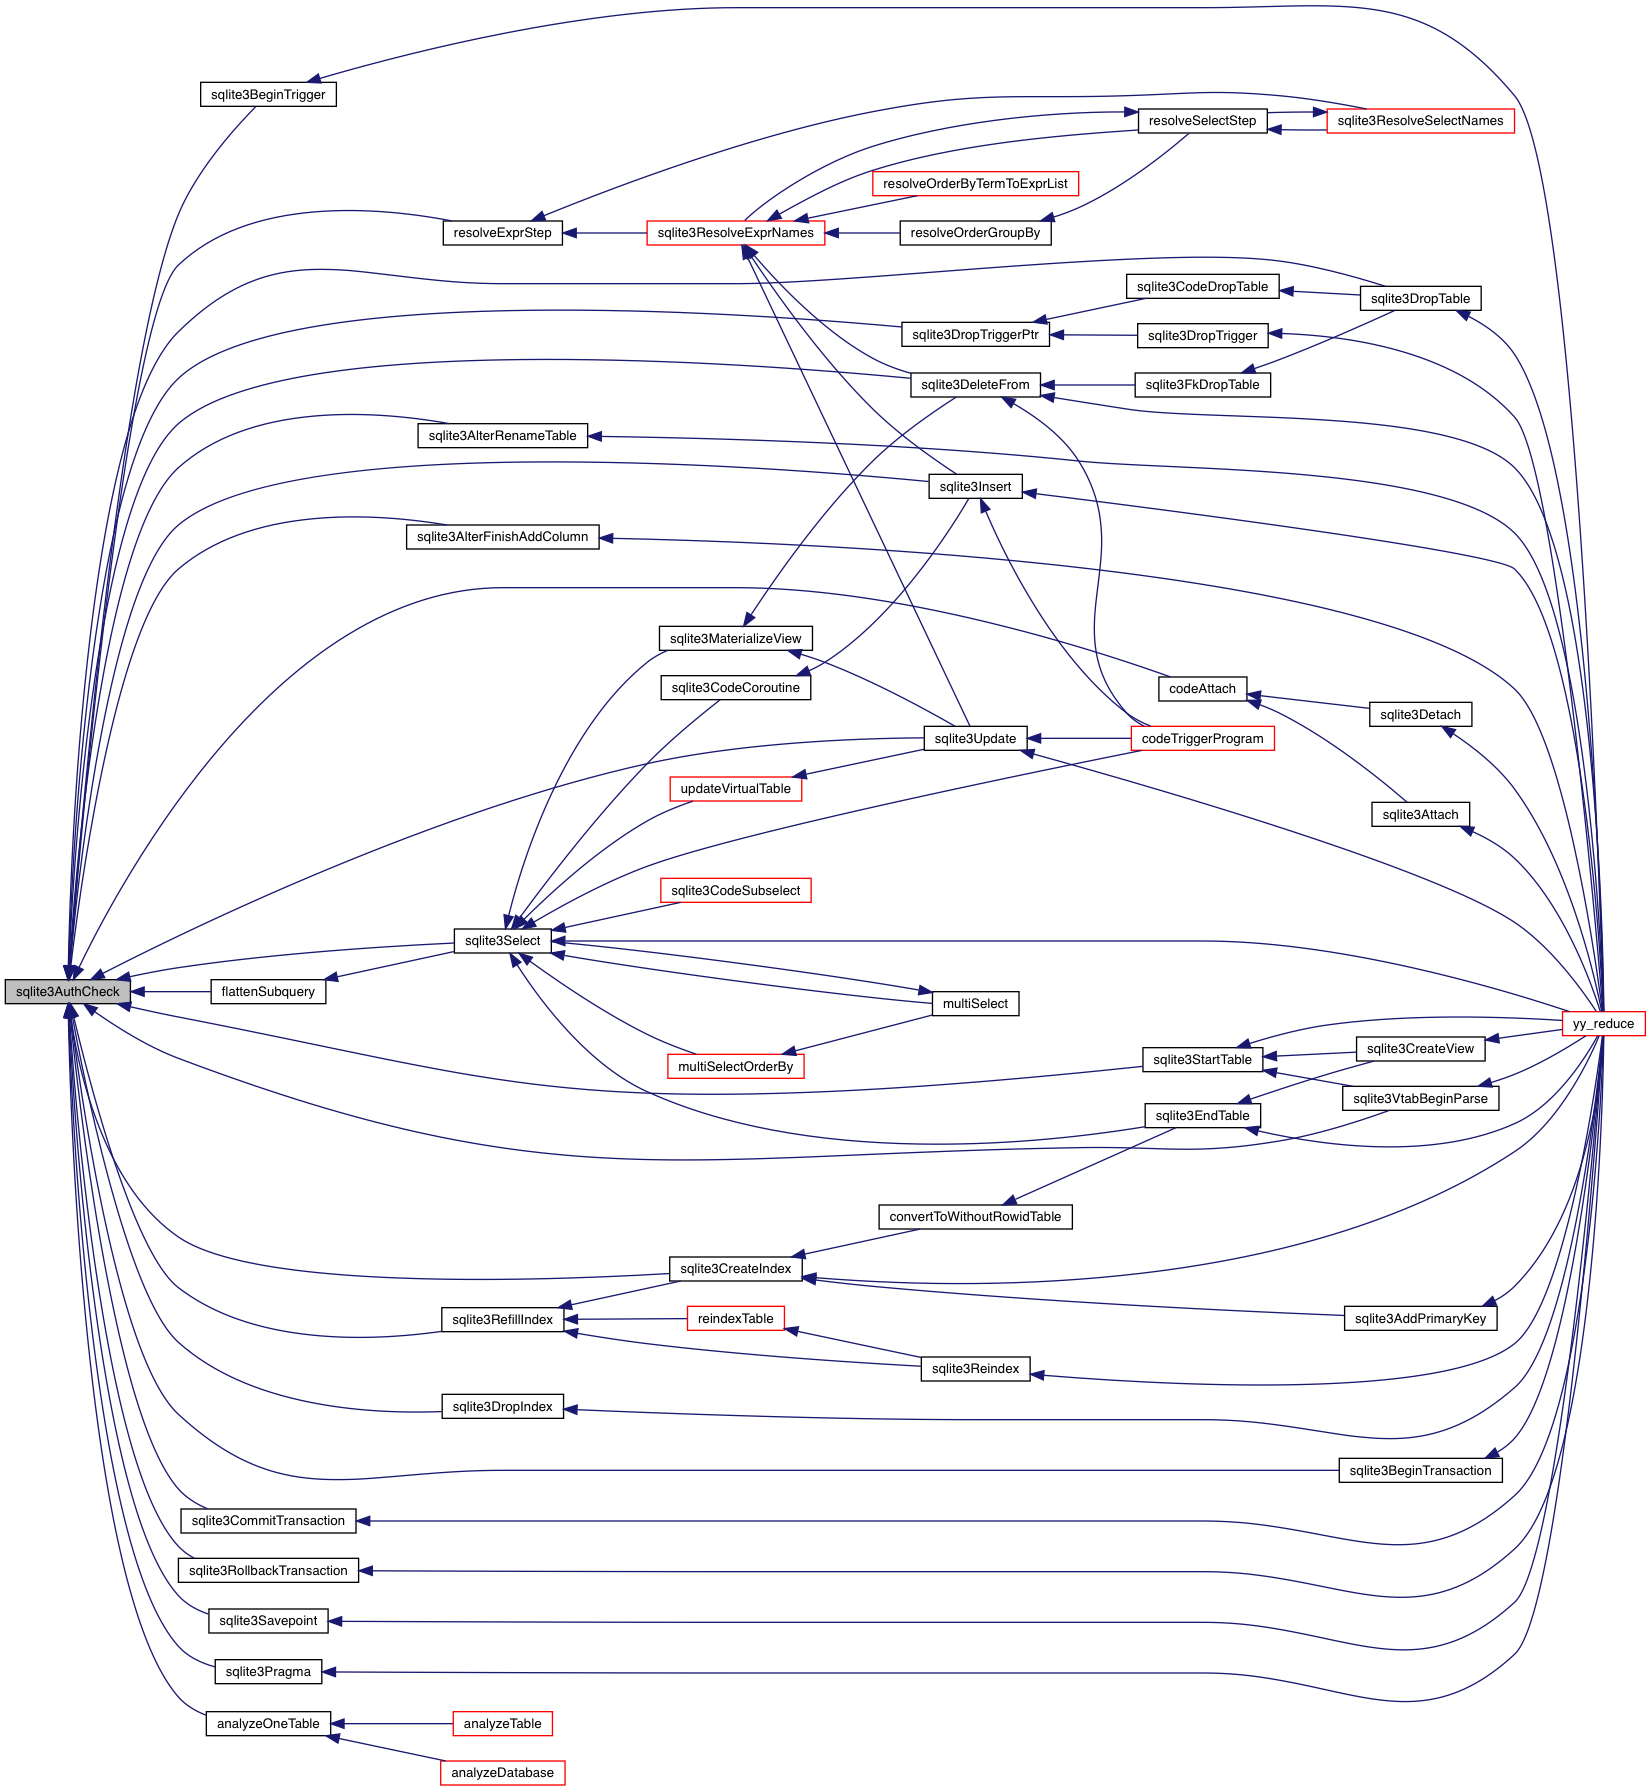 sqlite3BeginTrigger
resolveSelectStep
sqlite3ResolveSelectNames
resolveOrderByTermToExprList
resolveExprStep
sqlite3ResolveExprNames
resolveOrderGroupBy
sqlite3CodeDropTable
sqlite3DropTable
sqlite3DropTriggerPtr
sqlite3DropTrigger
sqlite3DeleteFrom
sqlite3FkDropTable
sqlite3AlterRenameTable
sqlite3Insert
sqlite3AlterFinishAddColumn
sqlite3MaterializeView
sqlite3CodeCoroutine
codeAttach
sqlite3Detach
sqlite3Update
codeTriggerProgram
updateVirtualTable
sqlite3Attach
sqlite3CodeSubselect
sqlite3Select
sqlite3AuthCheck
flattenSubquery
multiSelect
yy_reduce
sqlite3CreateView
sqlite3StartTable
multiSelectOrderBy
sqlite3VtabBeginParse
sqlite3EndTable
convertToWithoutRowidTable
sqlite3CreateIndex
sqlite3RefillIndex
reindexTable
sqlite3AddPrimaryKey
sqlite3Reindex
sqlite3DropIndex
sqlite3BeginTransaction
sqlite3CommitTransaction
sqlite3RollbackTransaction
sqlite3Savepoint
sqlite3Pragma
analyzeOneTable
analyzeTable
analyzeDatabase